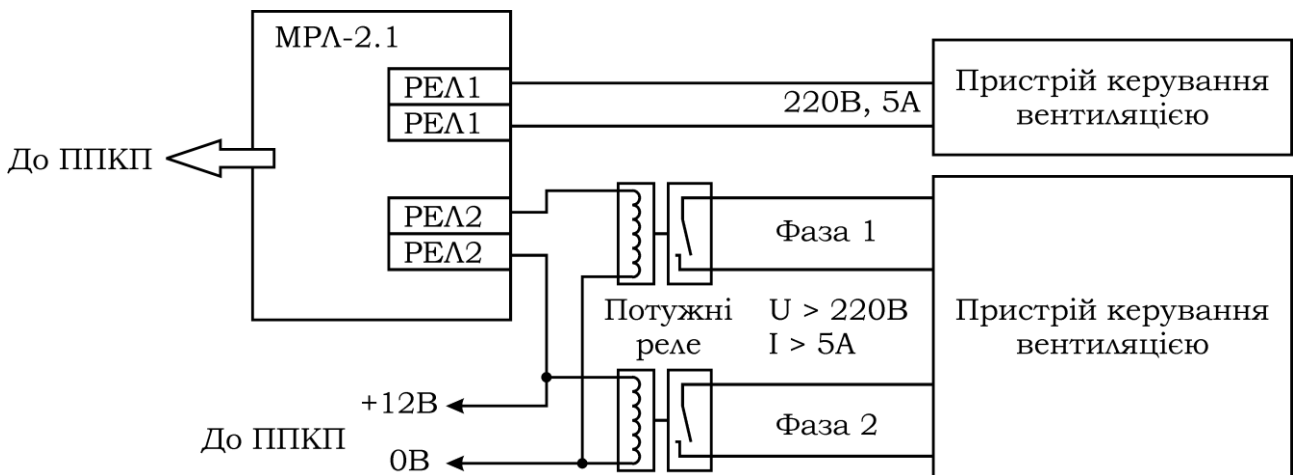 МРЛ-2.1
РЕЛ1
РЕЛ1
220В, 5А
Пристрій керування
вентиляцією
До ППКП
РЕЛ2
РЕЛ2
Фаза 1
Потужні
реле
U > 220В
I > 5А
Пристрій керування
вентиляцією
+12В
До ППКП
0В
Фаза 2